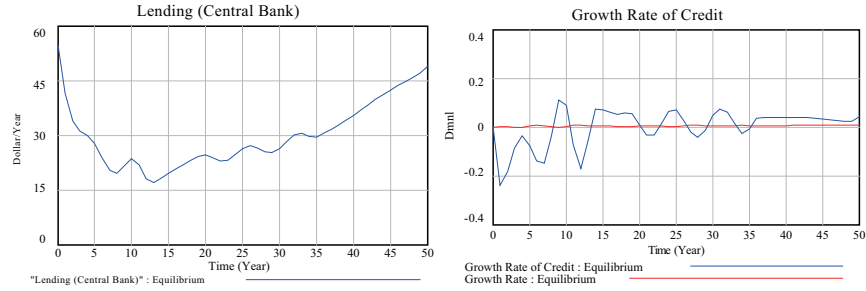 Lending (Central Bank)
60
45
30
15
0
Dollar/Year
0 5 10 15 20 25 30 35 40 45 50
Time (Year)
"Lending (Central Bank)" : Equilibrium
Growth Rate of Credit
0.4
0.2
0
-0.2
-0.4
Dmnl
0 5 10 15 20 25 30 35 40 45 50
Time (Year)
Growth Rate of Credit : Equilibrium
Growth Rate : Equilibrium